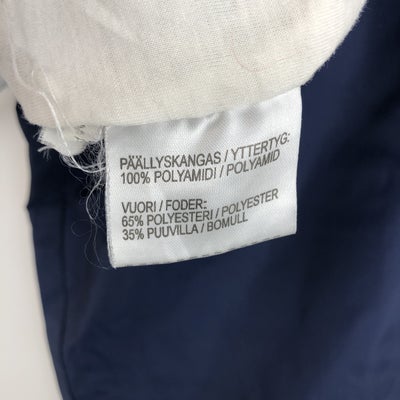 PÄÄLLYSKANGAS / YTTERTYG:
100% POLYAMIDI / POLYAMID
VUORI / FODER:
65% POLYESTERI / POLYESTER
35% PUUVILLA / BOMULL